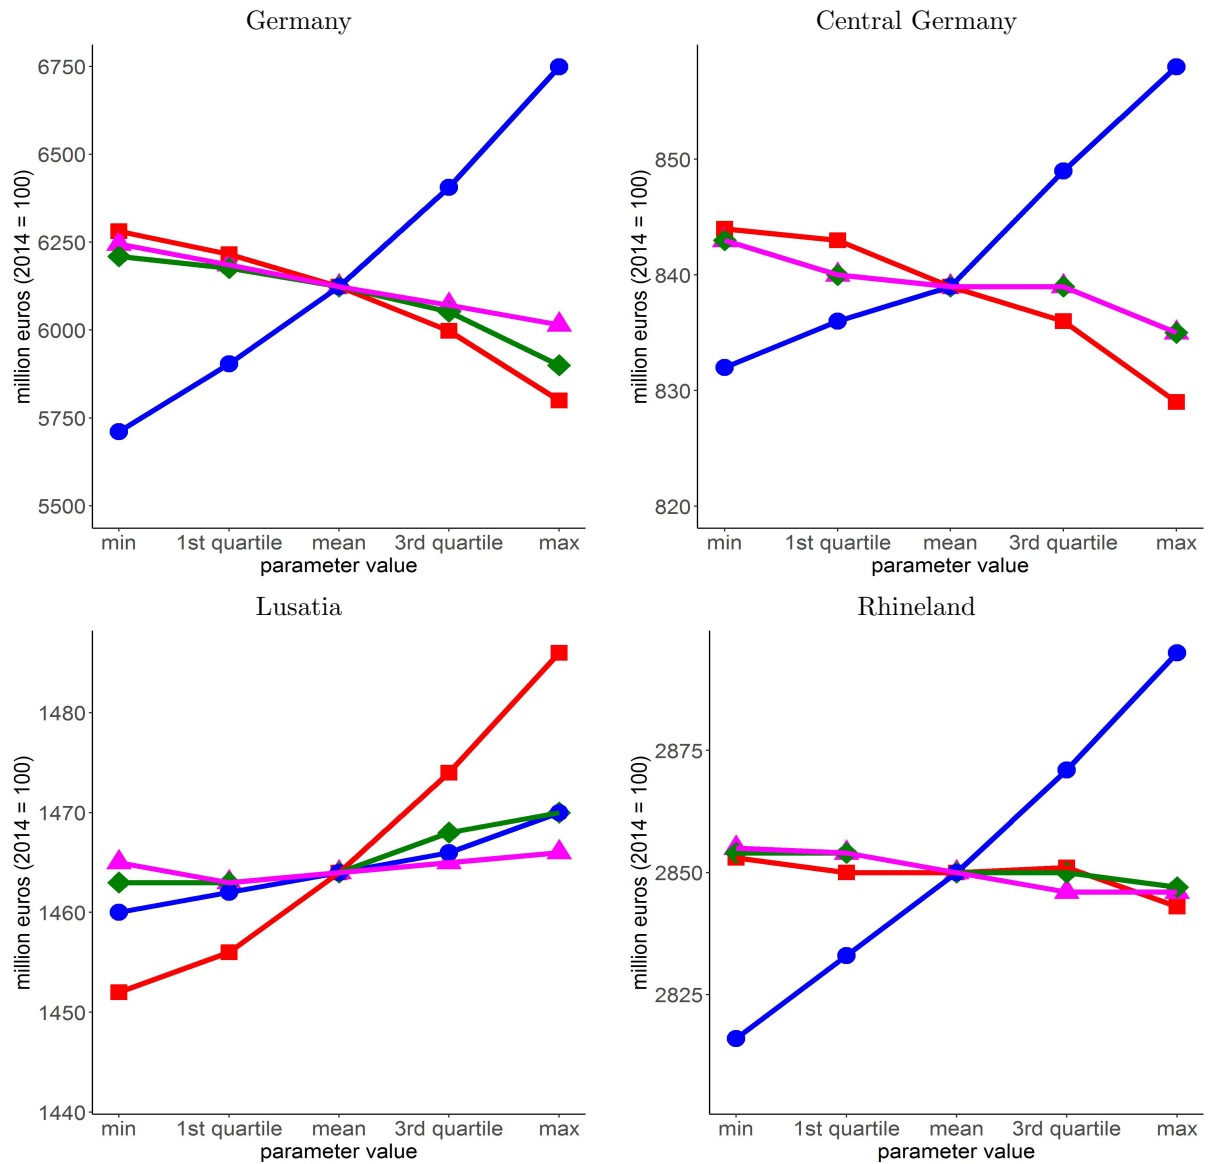 Germany
6750
6500
6250
6000
5750
5500
million euros (2014 = 100)
min 1st quartile mean 3rd quartile max
parameter value
Central Germany
850
840
830
820
million euros (2014 = 100)
min 1st quartile mean 3rd quartile max
parameter value
Lusatia
1480
1470
1460
1450
1440
million euros (2014 = 100)
min 1st quartile mean 3rd quartile max
parameter value
Rhineland
2875
2850
2825
million euros (2014 = 100)
min 1st quartile mean 3rd quartile max
parameter value